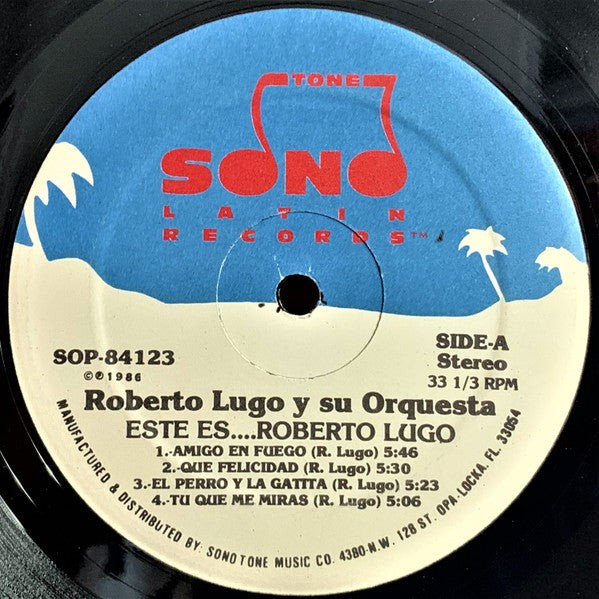 TONE
SONO
LATIN
RECORDS™
SOP-84123
©℗1986
SIDE-A
Stereo
33 1/3 RPM
Roberto Lugo y su Orquesta
ESTE ES....ROBERTO LUGO
1.-AMIGO EN FUEGO (R. Lugo) 5:46
2.-QUE FELICIDAD (R. Lugo) 5:30
3.-EL PERRO Y LA GATITA (R. Lugo) 5:23
4.-TU QUE ME MIRAS (R. Lugo) 5:06
MANUFACTURED & DISTRIBUTED BY: SONOTONE MUSIC CO. 4380-N.W. 128 ST. OPA-LOCKA, FL. 33054